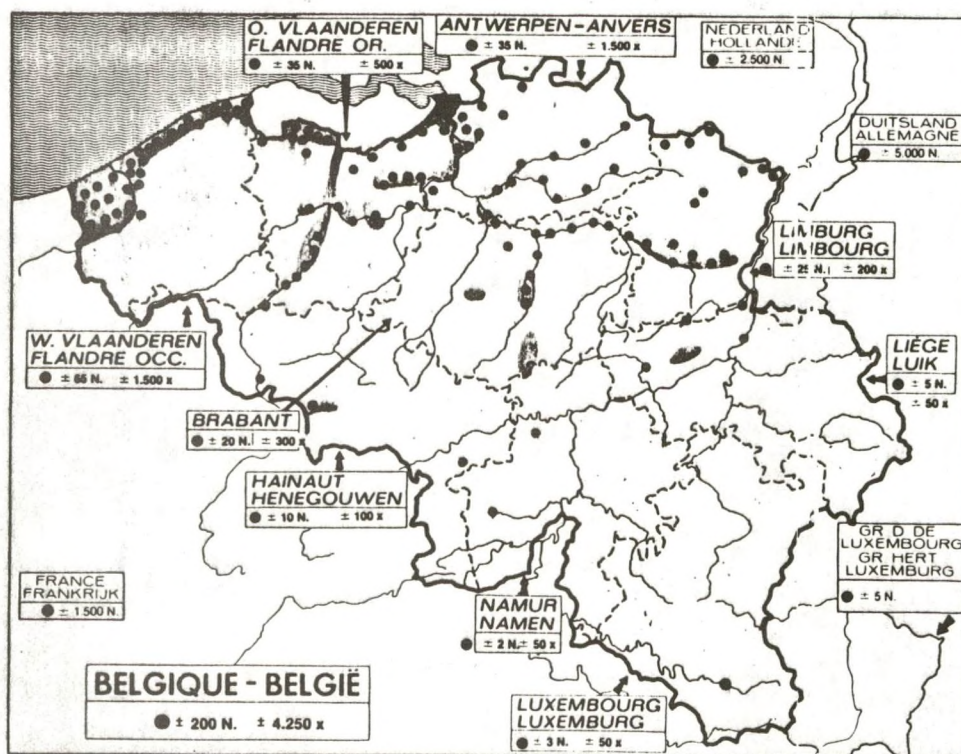 O. VLAANDEREN
FLANDRE OR.
● ± 35 N. ± 500 x
ANTWERPEN-ANVERS
● ± 35 N. ± 1.500 x
NEDERLAND
HOLLANDE
● ± 2.500 N
DUITSLAND
ALLEMAGNE
● ± 5.000 N.
LIMBURG
LIMBOURG
± 25 N. ± 200 x
W. VLAANDEREN
FLANDRE OCC.
● ± 65 N. ± 1.500 x
LIÈGE
LUIK
● ± 5 N.
± 50 x
BRABANT
● ± 20 N. ± 300 x
HAINAUT
HENEGOUWEN
● ± 10 N. ± 100 x
GR D DE
LUXEMBOURG
GR HERT
LUXEMBURG
● ± 5 N.
FRANCE
FRANKRIJK
● ± 1500 N.
NAMUR
NAMEN
± 2 N. ± 50 x
BELGIQUE - BELGIË
● ± 200 N. ± 4.250 x
LUXEMBOURG
LUXEMBURG
● ± 3 N. ± 50 x